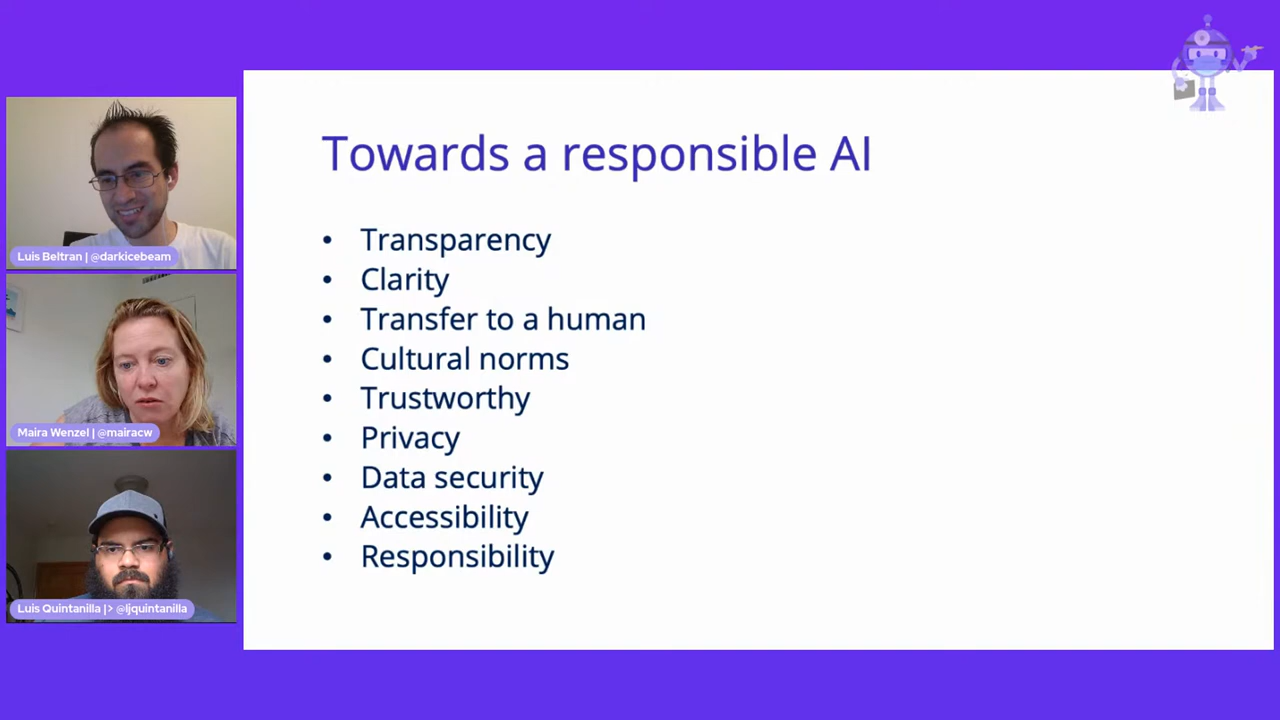 Towards a responsible AI
• Transparency
• Clarity
• Transfer to a human
• Cultural norms
• Trustworthy
• Privacy
• Data security
• Accessibility
• Responsibility
Luis Beltran | @darkicebeam
Maira Wenzel | @mairacw
Luis Quintanilla |> @ljquintanilla